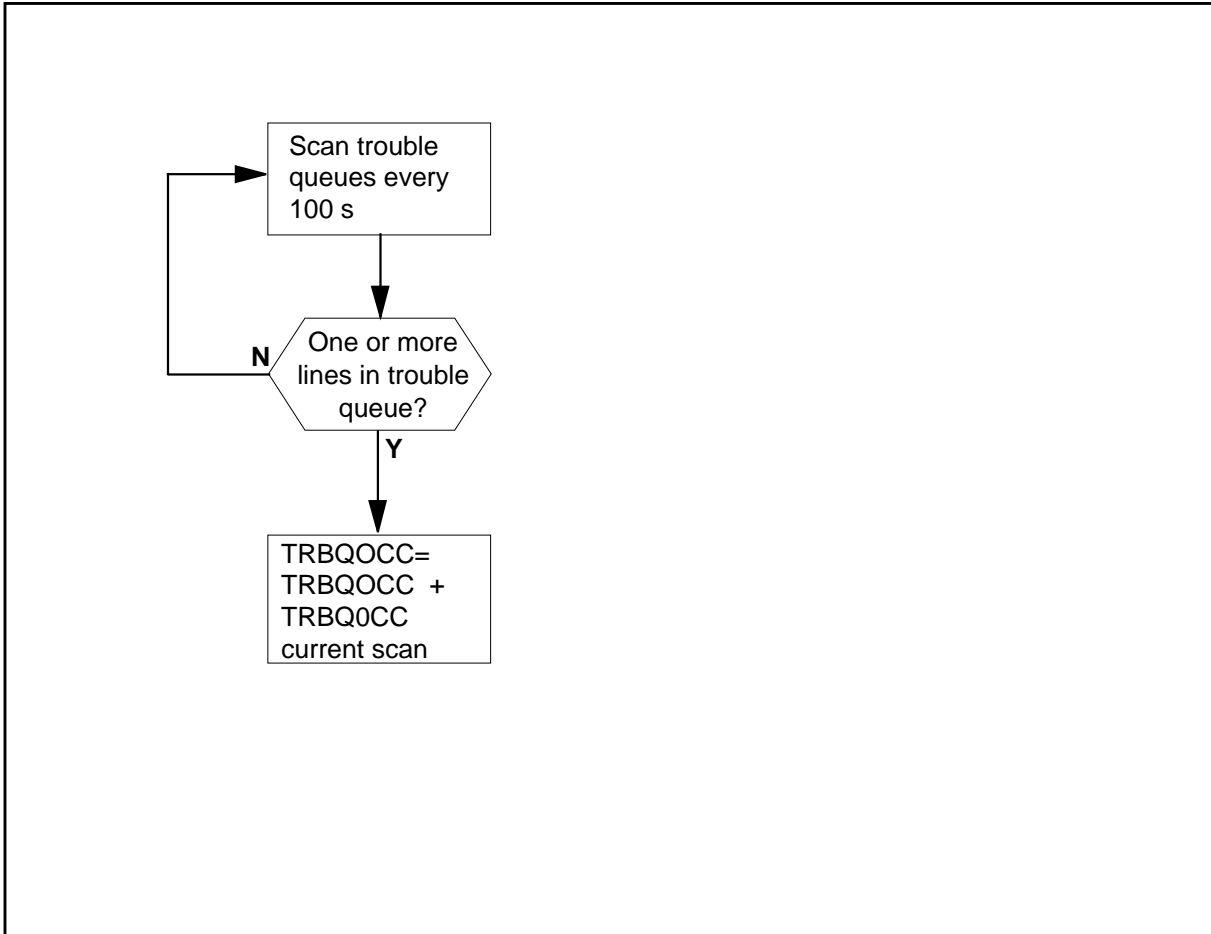 Scan trouble
queues every
100 s
One or more
lines in trouble
queue?
N
Y
TRBQOCC=
TRBQOCC +
TRBQ0CC
current scan